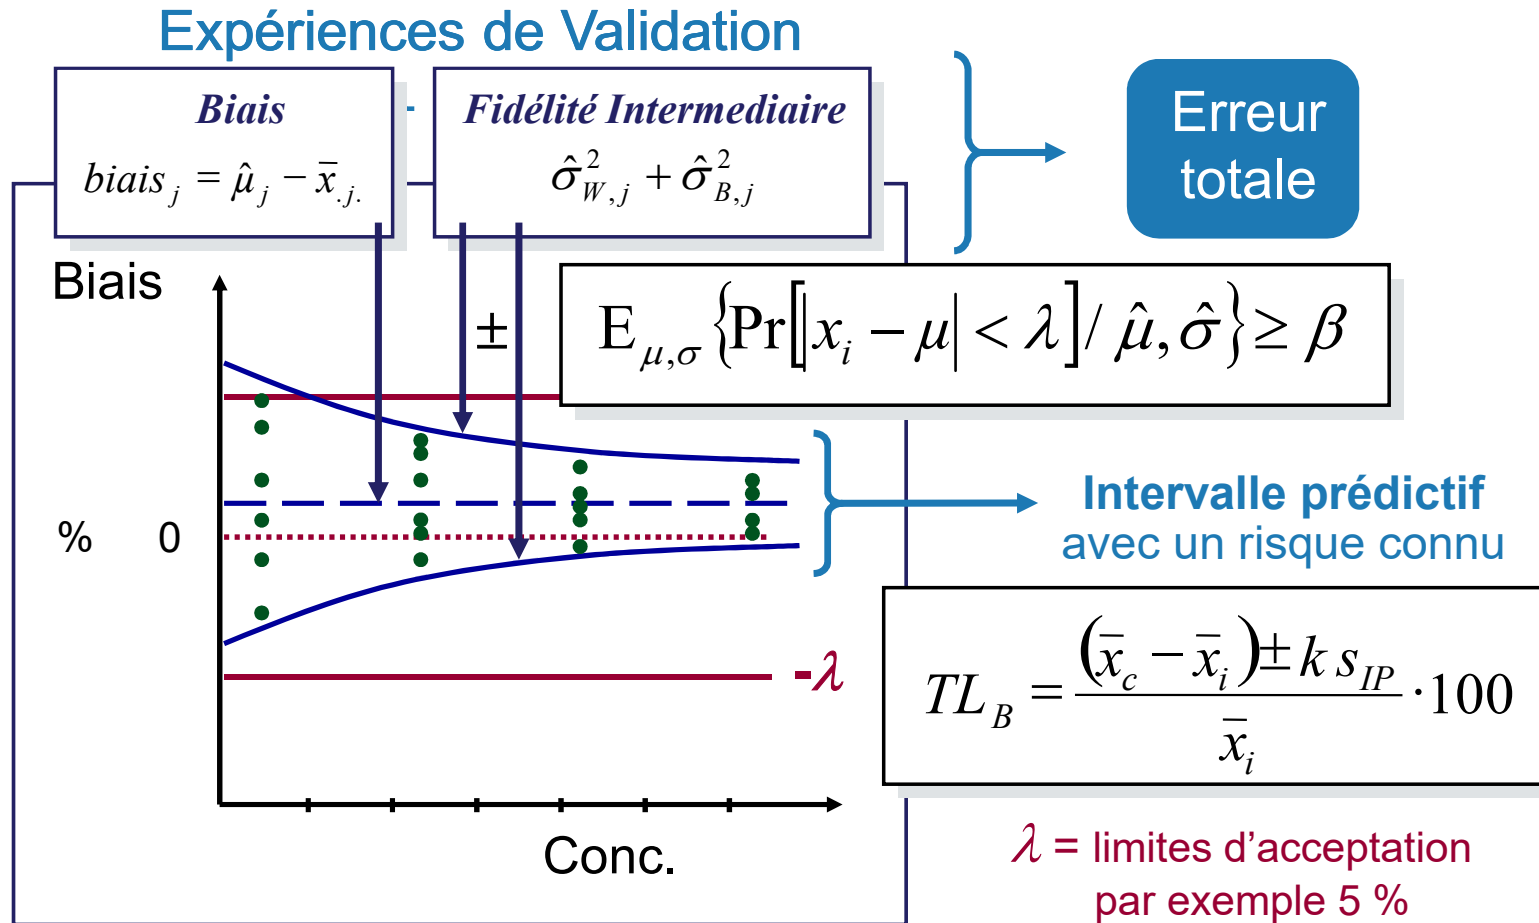 Expériences de Validation
Biais
biais_j = μ̂_j − x̄_.j.
Fidélité Intermediaire
σ̂²_W,j + σ̂²_B,j
Erreur
totale
Biais
±
E_μ,σ {Pr[|x_i − μ| < λ] / μ̂, σ̂} ≥ β
% 0
Intervalle prédictif
avec un risque connu
-λ
TL_B = ((x̄_c − x̄_i) ± k s_IP) / x̄_i · 100
Conc.
λ = limites d’acceptation
par exemple 5 %